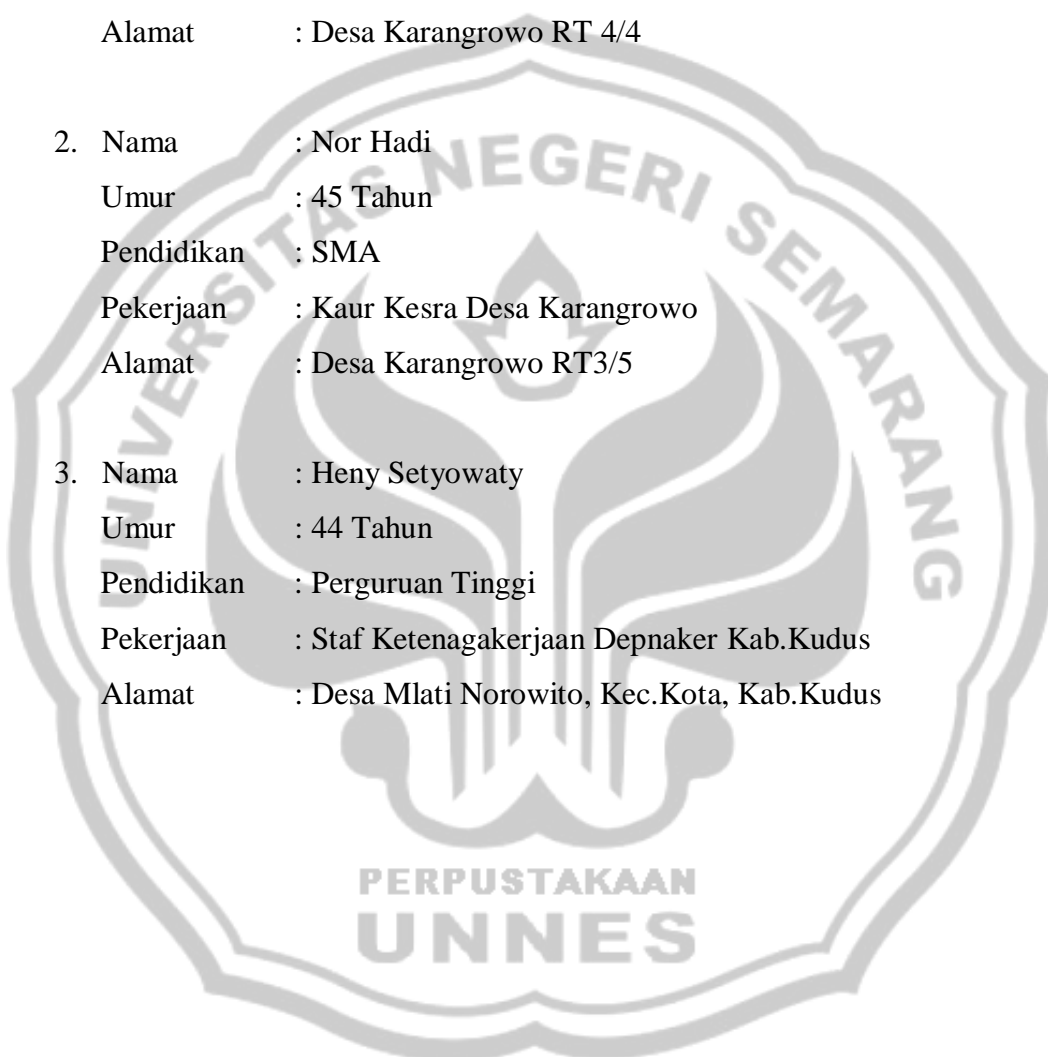 Alamat : Desa Karangrowo RT 4/4
2. Nama : Nor Hadi
Umur : 45 Tahun
Pendidikan : SMA
Pekerjaan : Kaur Kesra Desa Karangrowo
Alamat : Desa Karangrowo RT3/5
3. Nama : Heny Setyowaty
Umur : 44 Tahun
Pendidikan : Perguruan Tinggi
Pekerjaan : Staf Ketenagakerjaan Depnaker Kab.Kudus
Alamat : Desa Mlati Norowito, Kec.Kota, Kab.Kudus
UNIVERSITAS NEGERI SEMARANG
PERPUSTAKAAN
UNNES